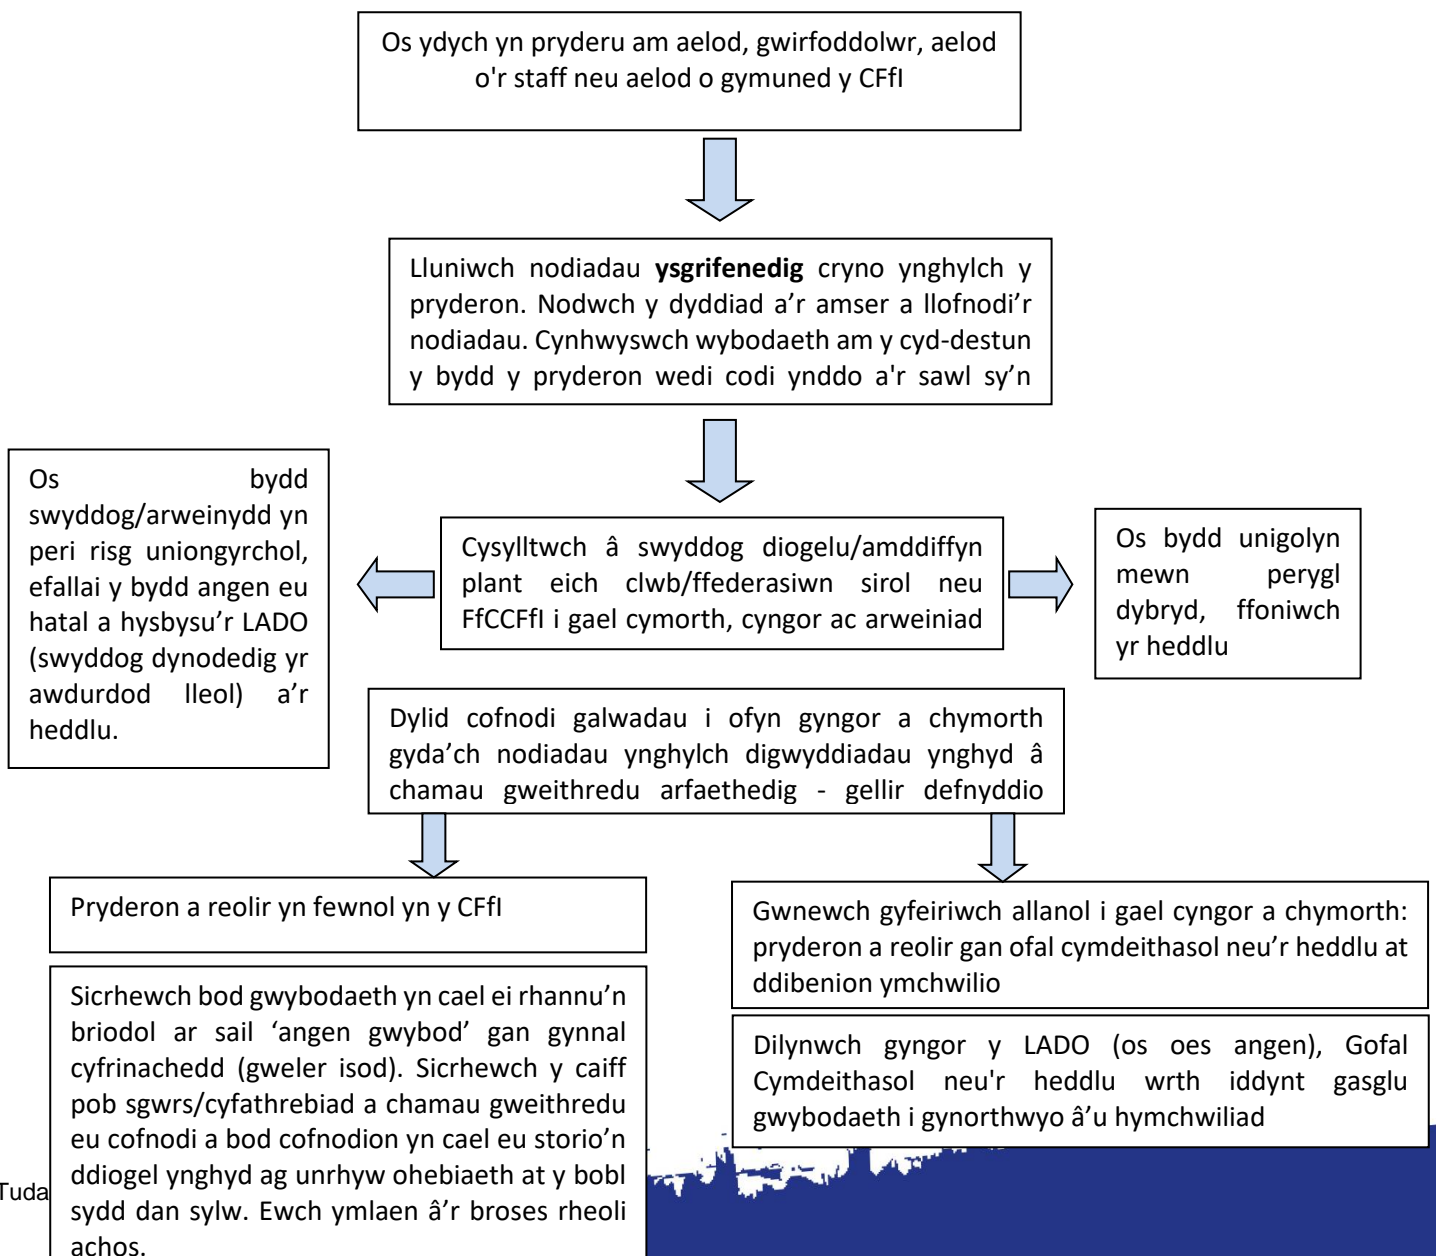 Os ydych yn pryderu am aelod, gwirfoddolwr, aelod
o'r staff neu aelod o gymuned y CFfI
Lluniwch nodiadau ysgrifenedig cryno ynghylch y
pryderon. Nodwch y dyddiad a’r amser a llofnodi’r
nodiadau. Cynhwyswch wybodaeth am y cyd-destun
y bydd y pryderon wedi codi ynddo a'r sawl sy’n
Os bydd
swyddog/arweinydd yn
peri risg uniongyrchol,
efallai y bydd angen eu
hatal a hysbysu’r LADO
(swyddog dynodedig yr
awdurdod lleol) a’r
heddlu.
Cysylltwch â swyddog diogelu/amddiffyn
plant eich clwb/ffederasiwn sirol neu
FfCCFfI i gael cymorth, cyngor ac arweiniad
Os bydd unigolyn
mewn perygl
dybryd, ffoniwch
yr heddlu
Dylid cofnodi galwadau i ofyn gyngor a chymorth
gyda’ch nodiadau ynghylch digwyddiadau ynghyd â
chamau gweithredu arfaethedig - gellir defnyddio
Pryderon a reolir yn fewnol yn y CFfI
Sicrhewch bod gwybodaeth yn cael ei rhannu’n
briodol ar sail ‘angen gwybod’ gan gynnal
cyfrinachedd (gweler isod). Sicrhewch y caiff
pob sgwrs/cyfathrebiad a chamau gweithredu
eu cofnodi a bod cofnodion yn cael eu storio’n
ddiogel ynghyd ag unrhyw ohebiaeth at y bobl
sydd dan sylw. Ewch ymlaen â’r broses rheoli
achos.
Gwnewch gyfeiriwch allanol i gael cyngor a chymorth:
pryderon a reolir gan ofal cymdeithasol neu’r heddlu at
ddibenion ymchwilio
Dilynwch gyngor y LADO (os oes angen), Gofal
Cymdeithasol neu'r heddlu wrth iddynt gasglu
gwybodaeth i gynorthwyo â’u hymchwiliad
Tuda